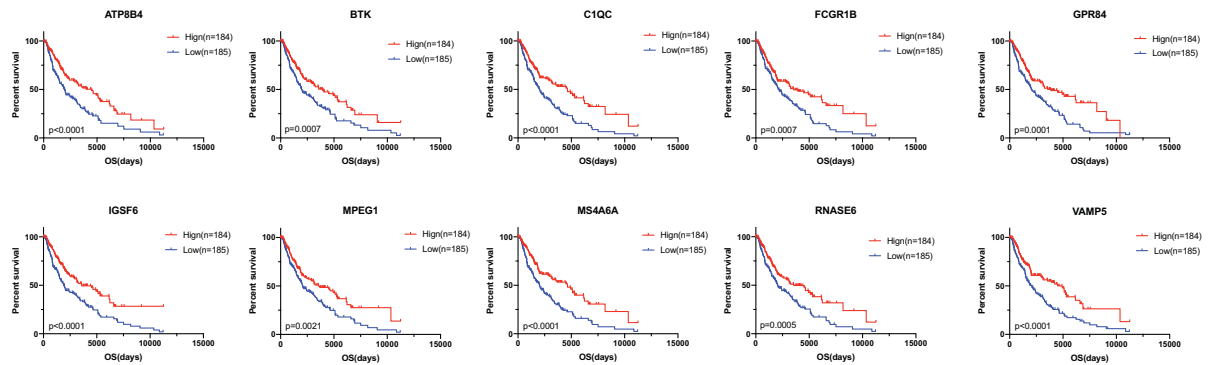 ATP8B4
Percent survival
100
50
0
Hign(n=184)
Low(n=185)
p<0.0001
0 5000 10000 15000
OS(days)
BTK
Percent survival
100
50
0
Hign(n=184)
Low(n=185)
p=0.0007
0 5000 10000 15000
OS(days)
C1QC
Percent survival
100
50
0
Hign(n=184)
Low(n=185)
p<0.0001
0 5000 10000 15000
OS(days)
FCGR1B
Percent survival
100
50
0
Hign(n=184)
Low(n=185)
p=0.0007
0 5000 10000 15000
OS(days)
GPR84
Percent survival
100
50
0
Hign(n=184)
Low(n=185)
p=0.0001
0 5000 10000 15000
OS(days)
IGSF6
Percent survival
100
50
0
Hign(n=184)
Low(n=185)
p<0.0001
0 5000 10000 15000
OS(days)
MPEG1
Percent survival
100
50
0
Hign(n=184)
Low(n=185)
p=0.0021
0 5000 10000 15000
OS(days)
MS4A6A
Percent survival
100
50
0
Hign(n=184)
Low(n=185)
p<0.0001
0 5000 10000 15000
OS(days)
RNASE6
Percent survival
100
50
0
Hign(n=184)
Low(n=185)
p=0.0005
0 5000 10000 15000
OS(days)
VAMP5
Percent survival
100
50
0
Hign(n=184)
Low(n=185)
p<0.0001
0 5000 10000 15000
OS(days)